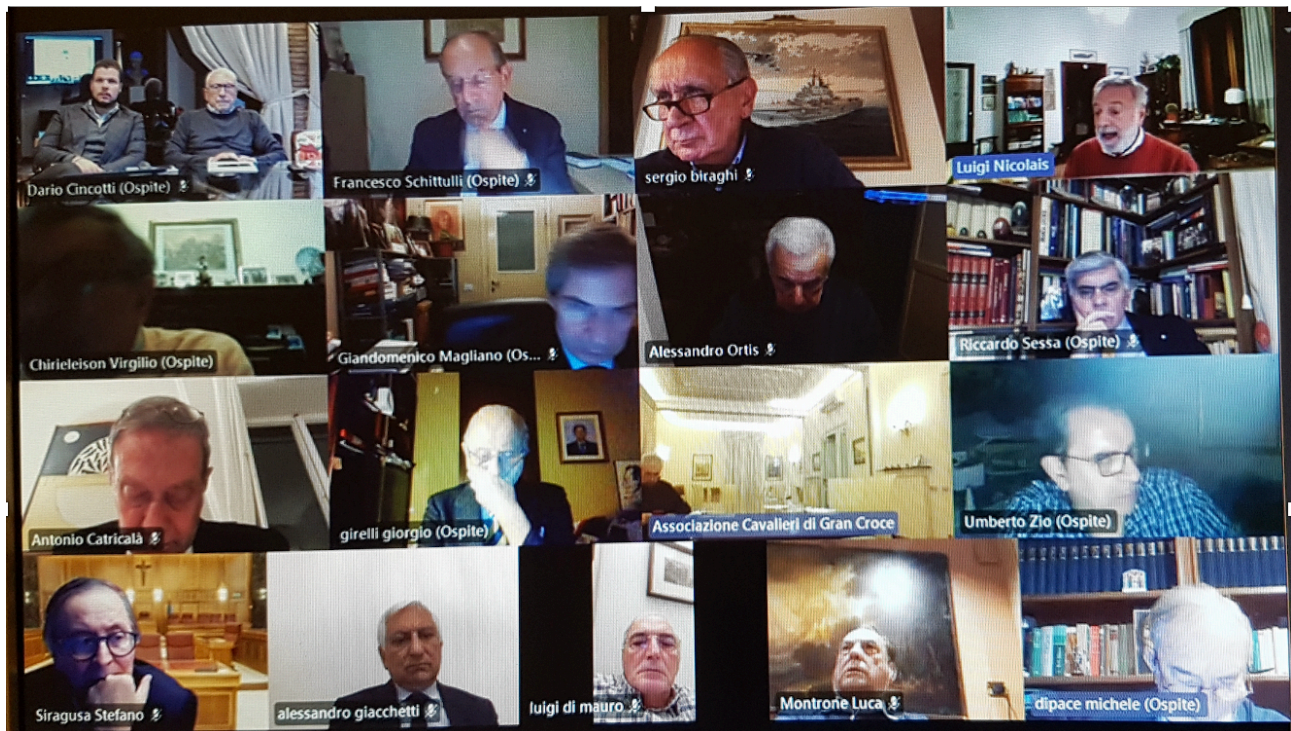 Dario Cincotti (Ospite)
Francesco Schittulli (Ospite)
sergio biraghi
Luigi Nicolais
Chirieleison Virgilio (Ospite)
Giandomenico Magliano (Os...
Alessandro Ortis
Riccardo Sessa (Ospite)
Antonio Catricalà
girelli giorgio (Ospite)
Associazione Cavalieri di Gran Croce
Umberto Zio (Ospite)
Siragusa Stefano
alessandro giacchetti
luigi di mauro
Montrone Luca
dipace michele (Ospite)